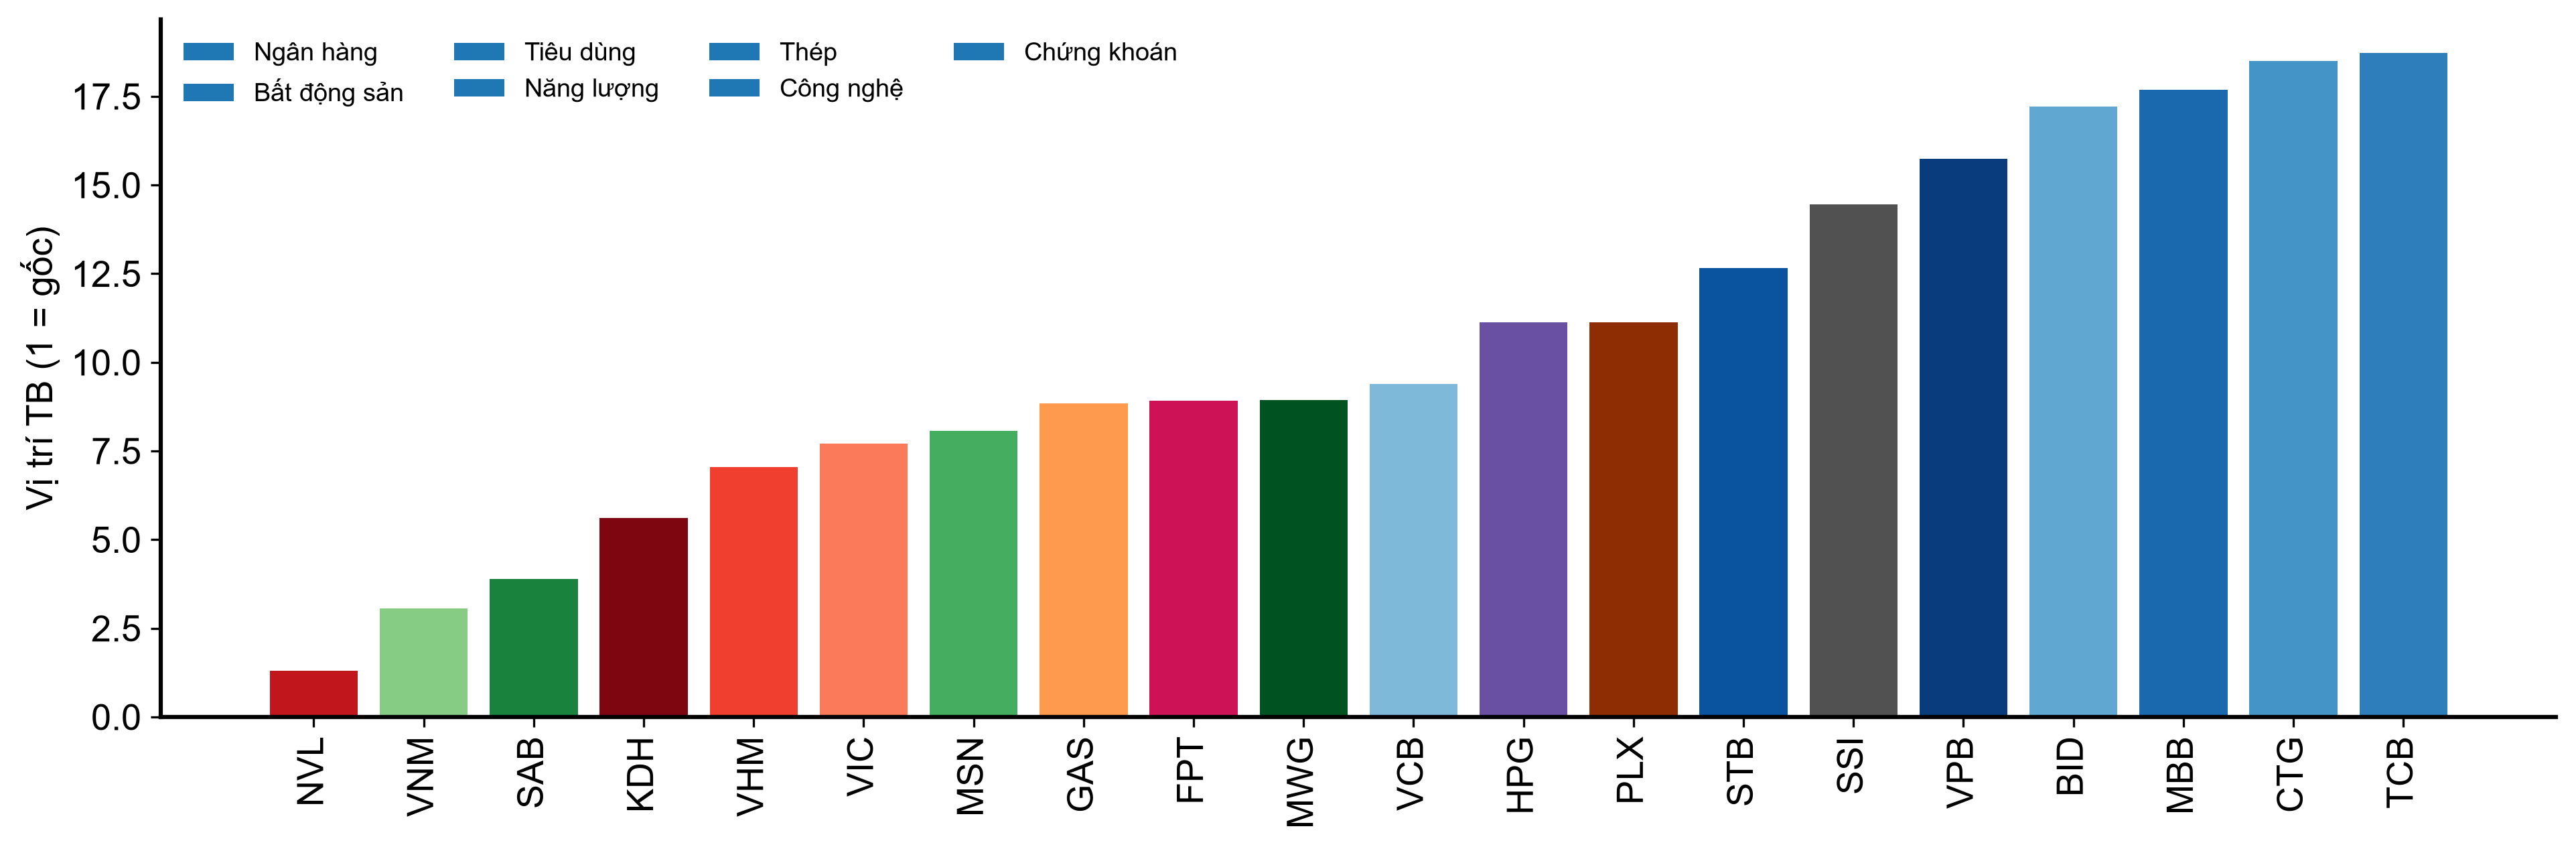 Ngân hàng
Bất động sản
Tiêu dùng
Năng lượng
Thép
Công nghệ
Chứng khoán
Vị trí TB (1 = gốc)
17.5
15.0
12.5
10.0
7.5
5.0
2.5
0.0
NVL
VNM
SAB
KDH
VHM
VIC
MSN
GAS
FPT
MWG
VCB
HPG
PLX
STB
SSI
VPB
BID
MBB
CTG
TCB